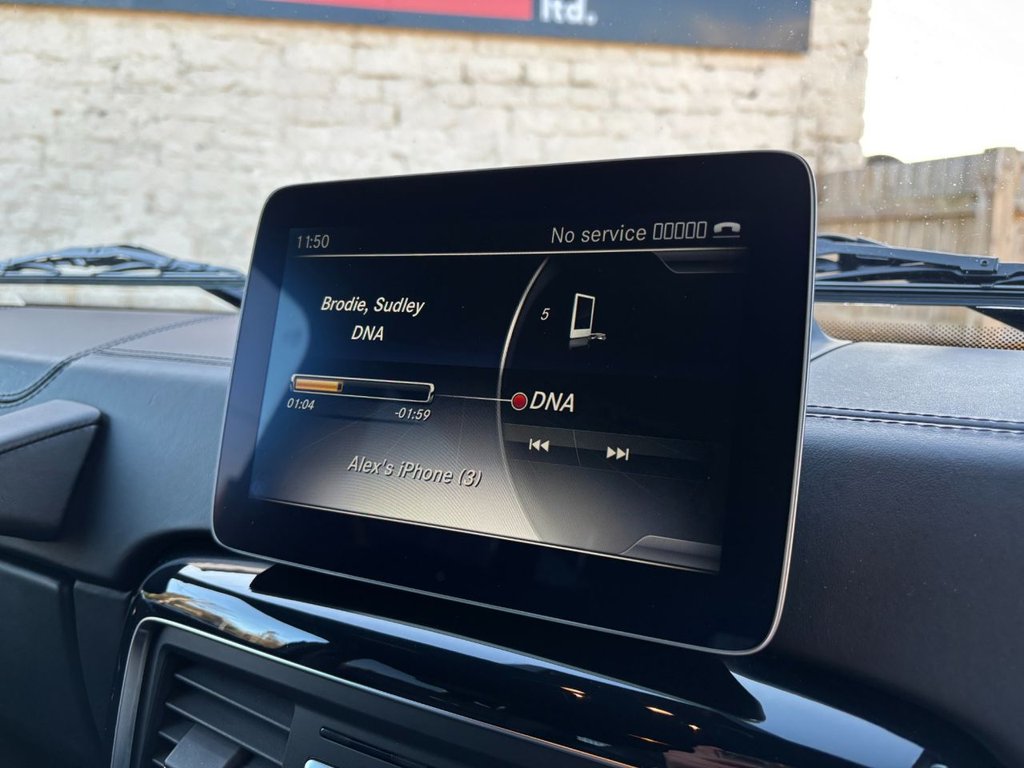 ltd.
11:50
No service
Brodie, Sudley
DNA
5
01:04
-01:59
DNA
Alex's iPhone (3)